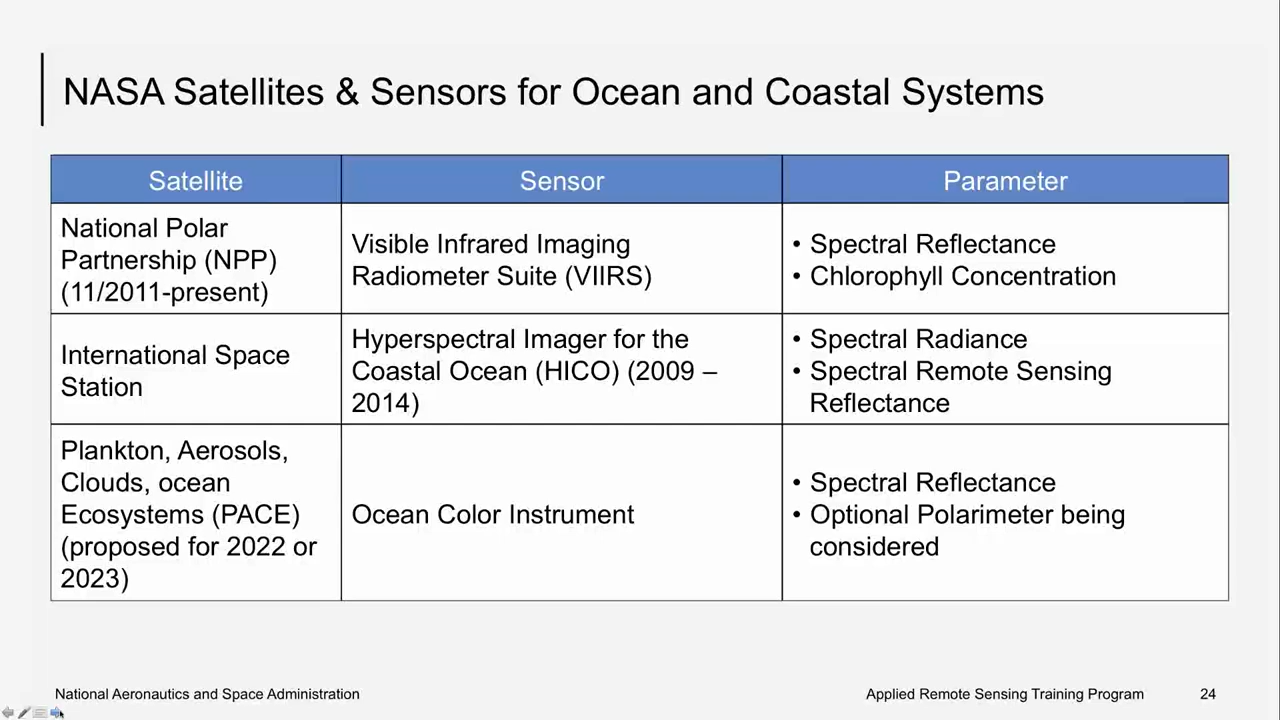 NASA Satellites & Sensors for Ocean and Coastal Systems
Satellite
Sensor
Parameter
National Polar
Partnership (NPP)
(11/2011-present)
Visible Infrared Imaging
Radiometer Suite (VIIRS)
• Spectral Reflectance
• Chlorophyll Concentration
International Space
Station
Hyperspectral Imager for the
Coastal Ocean (HICO) (2009 –
2014)
• Spectral Radiance
• Spectral Remote Sensing
Reflectance
Plankton, Aerosols,
Clouds, ocean
Ecosystems (PACE)
(proposed for 2022 or
2023)
Ocean Color Instrument
• Spectral Reflectance
• Optional Polarimeter being
considered
National Aeronautics and Space Administration
Applied Remote Sensing Training Program
24